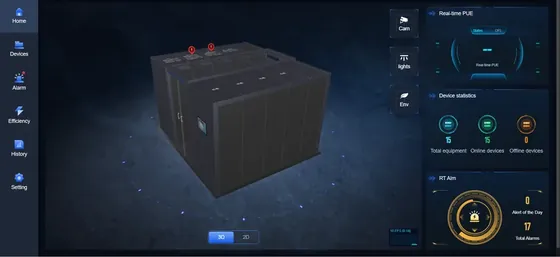 Home
Devices
Alarm
Efficiency
History
Setting
Cam
lights
Env
3D
2D
Real-time PUE
--
Real-time PUE
Device statistics
15
15
0
Total equipment
Online devices
Offline devices
RT Alm
0
Alert of the Day
17
Total Alarms